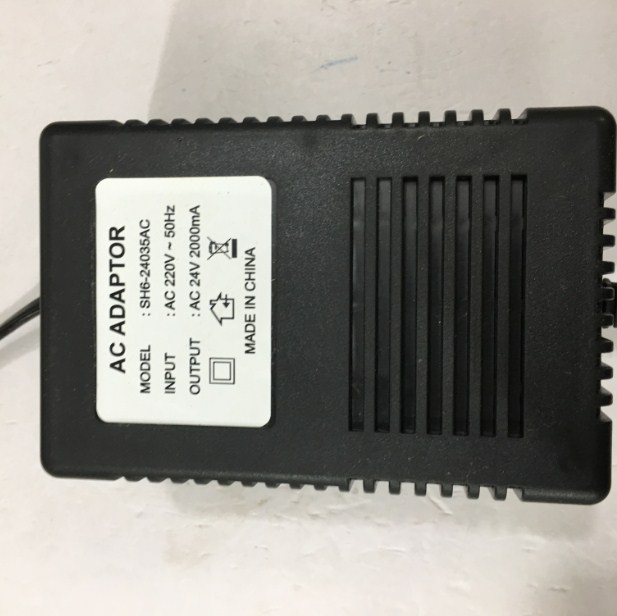 AC ADAPTOR
MODEL : SH6-24035AC
INPUT : AC 220V ~ 50Hz
OUTPUT : AC 24V 2000mA
MADE IN CHINA